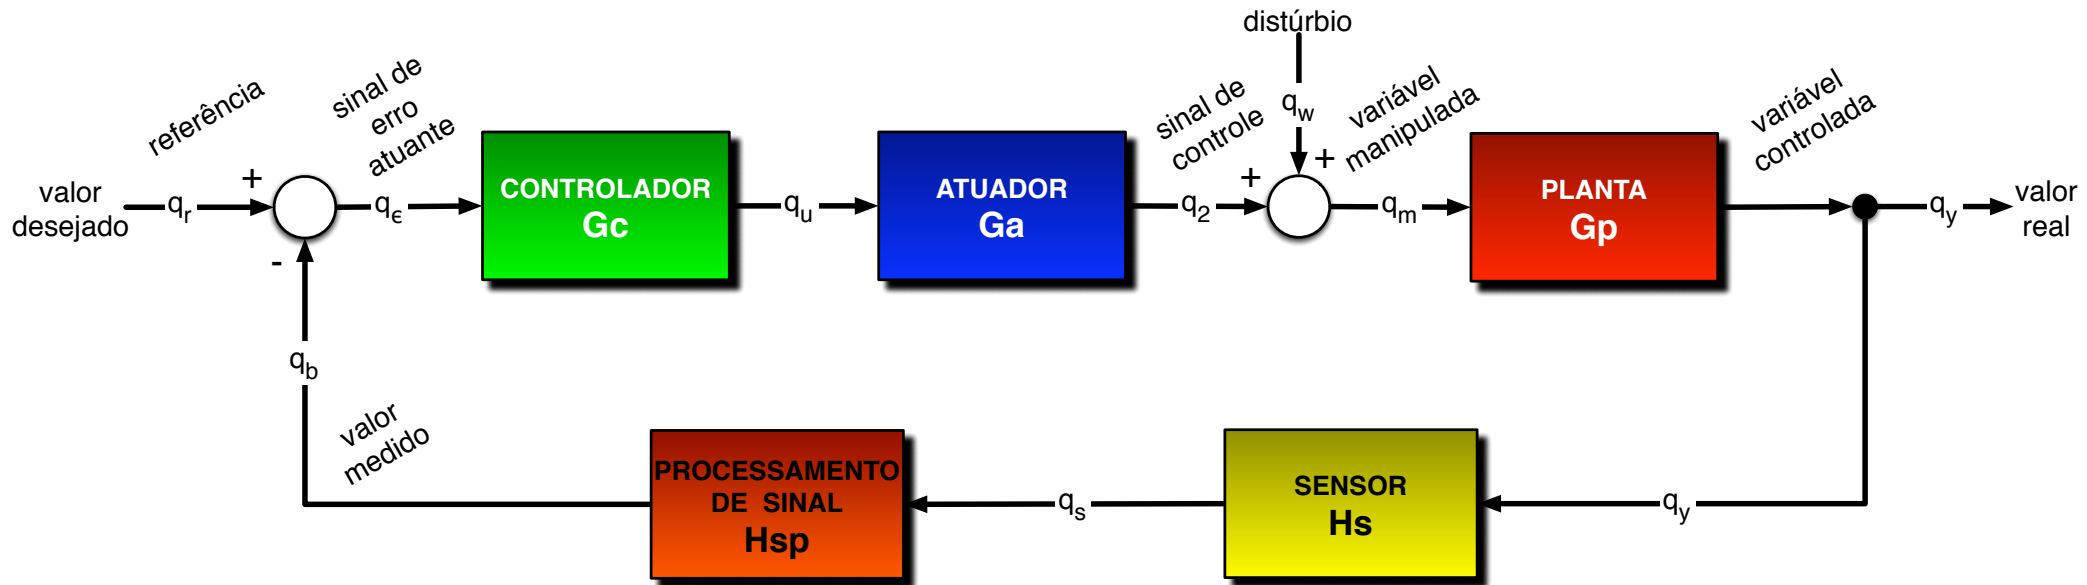 distúrbio
referência
sinal de
erro
atuante
sinal de
controle
q_w
variável
manipulada
variável
controlada
valor
desejado
q_r
+
-
q_ϵ
CONTROLADOR
Gc
q_u
ATUADOR
Ga
q_2
+
+
q_m
PLANTA
Gp
q_y
valor
real
q_b
valor
medido
PROCESSAMENTO
DE SINAL
Hsp
q_s
SENSOR
Hs
q_y